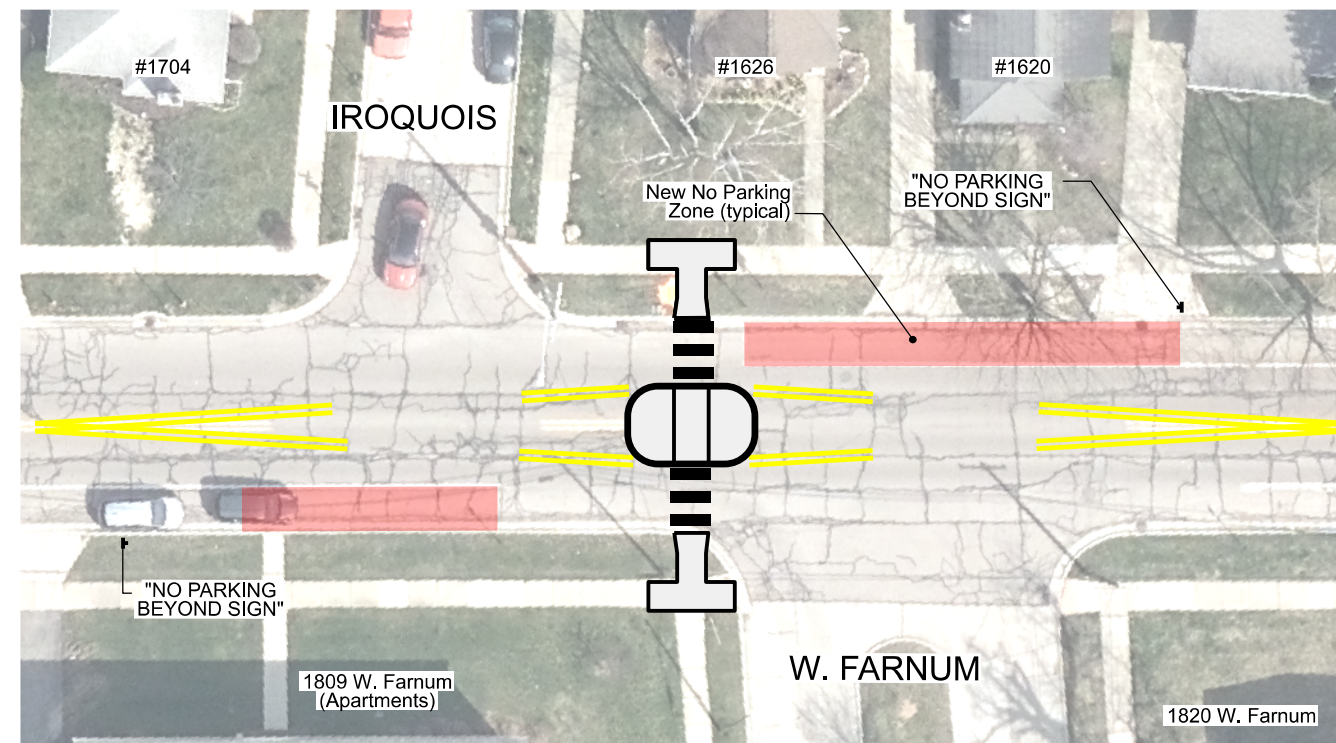 #1704
#1626
#1620
IROQUOIS
"NO PARKING
BEYOND SIGN"
New No Parking
Zone (typical)
"NO PARKING
BEYOND SIGN"
W. FARNUM
1809 W. Farnum
(Apartments)
1820 W. Farnum